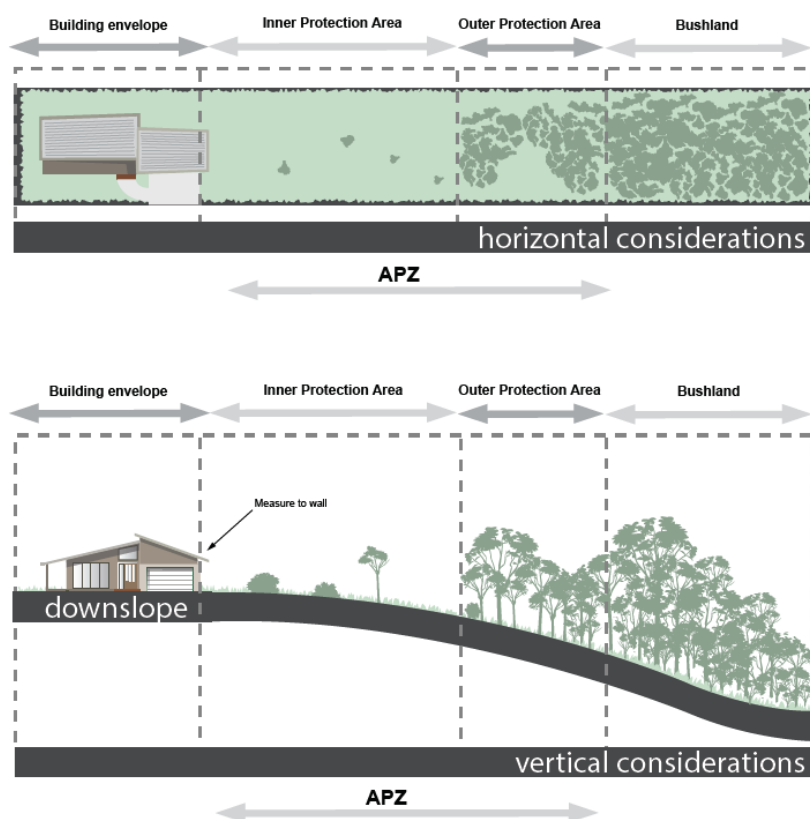 Building envelope
Inner Protection Area
Outer Protection Area
Bushland
horizontal considerations
APZ
Building envelope
Inner Protection Area
Outer Protection Area
Bushland
Measure to wall
downslope
vertical considerations
APZ